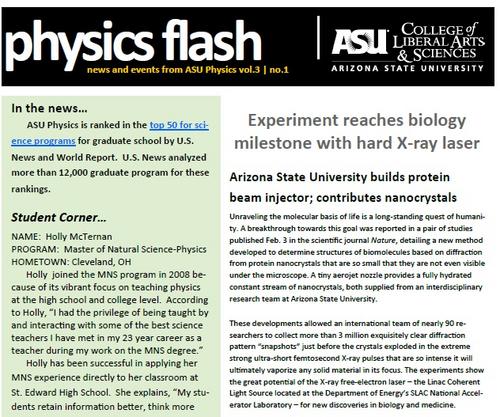 physics flash
news and events from ASU Physics vol.3 | no.1
ASU
COLLEGE of
LIBERAL ARTS
& SCIENCES
ARIZONA STATE UNIVERSITY
In the news…
ASU Physics is ranked in the top 50 for sci-
ence programs for graduate school by U.S.
News and World Report. U.S. News analyzed
more than 12,000 graduate program for these
rankings.
Student Corner…
NAME: Holly McTernan
PROGRAM: Master of Natural Science-Physics
HOMETOWN: Cleveland, OH
Holly joined the MNS program in 2008 be-
cause of its vibrant focus on teaching physics
at the high school and college level. According
to Holly, “I had the privilege of being taught by
and interacting with some of the best science
teachers I have met in my 23 year career as a
teacher during my work on the MNS degree.”
Holly has been successful in applying her
MNS experience directly to her classroom at
St. Edward High School. She explains, “My stu-
dents retain information better, think more
Experiment reaches biology
milestone with hard X-ray laser
Arizona State University builds protein
beam injector; contributes nanocrystals
Unraveling the molecular basis of life is a long-standing quest of humani-
ty. A breakthrough towards this goal was reported in a pair of studies
published Feb. 3 in the scientific journal Nature, detailing a new method
developed to determine structures of biomolecules based on diffraction
from protein nanocrystals that are so small that they are not even visible
under the microscope. A tiny aerojet nozzle provides a fully hydrated
constant stream of nanocrystals, both supplied from an interdisciplinary
research team at Arizona State University.
These developments allowed an international team of nearly 90 re-
searchers to collect more than 3 million exquisitely clear diffraction
pattern “snapshots” just before the crystals exploded in the extreme
strong ultra-short femtosecond X-ray pulses that are so intense it will
ultimately vaporize any solid material in its focus. The experiments show
the great potential of the X-ray free-electron laser – the Linac Coherent
Light Source located at the Department of Energy’s SLAC National Accel-
erator Laboratory – for new discoveries in biology and medicine.